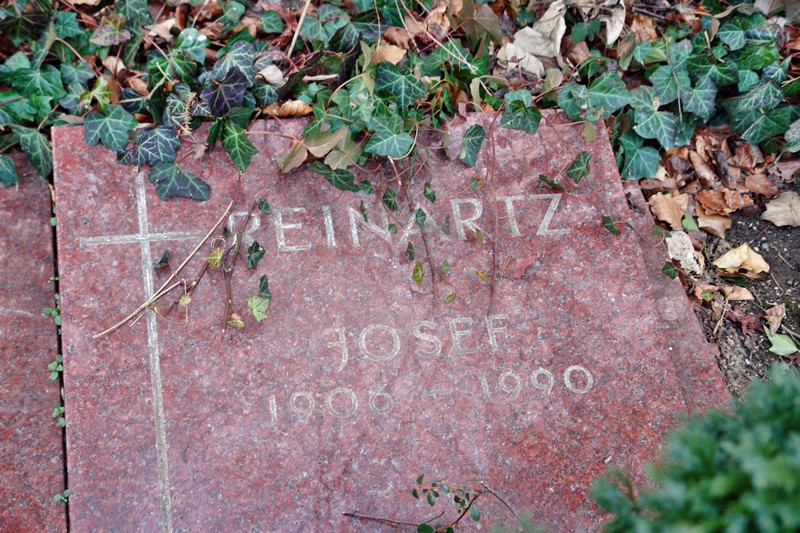 REINARTZ
JOSEF
1906 – 1990